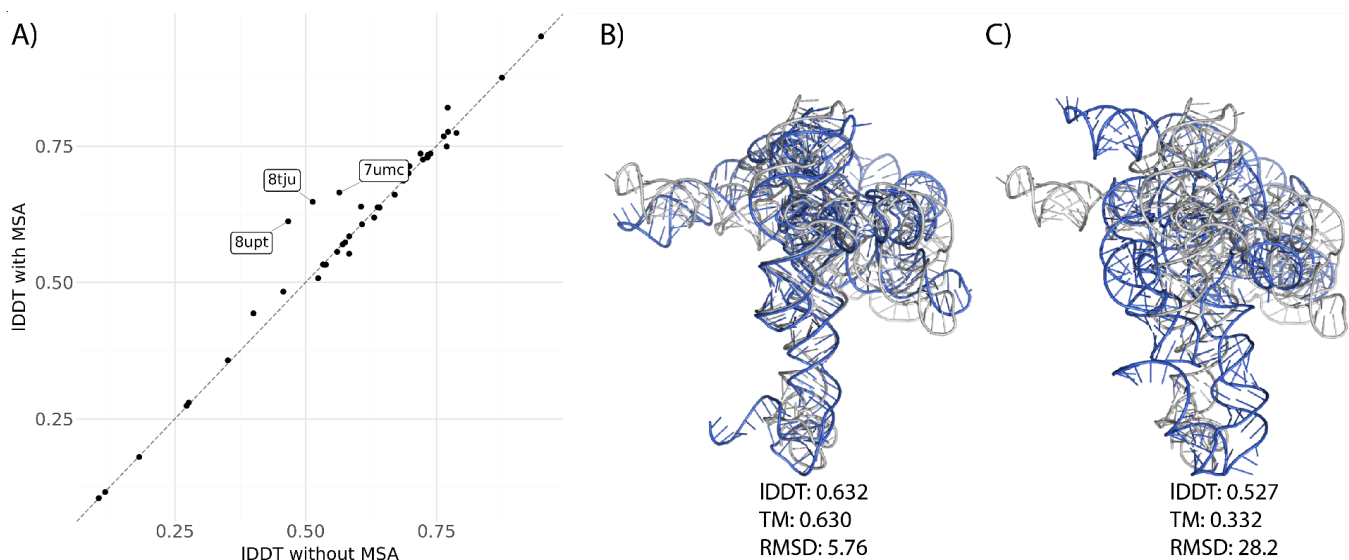 A)
B)
C)
lDDT with MSA
0.75
0.50
0.25
8tju
7umc
8upt
0.25
0.50
0.75
lDDT without MSA
lDDT: 0.632
TM: 0.630
RMSD: 5.76
lDDT: 0.527
TM: 0.332
RMSD: 28.2